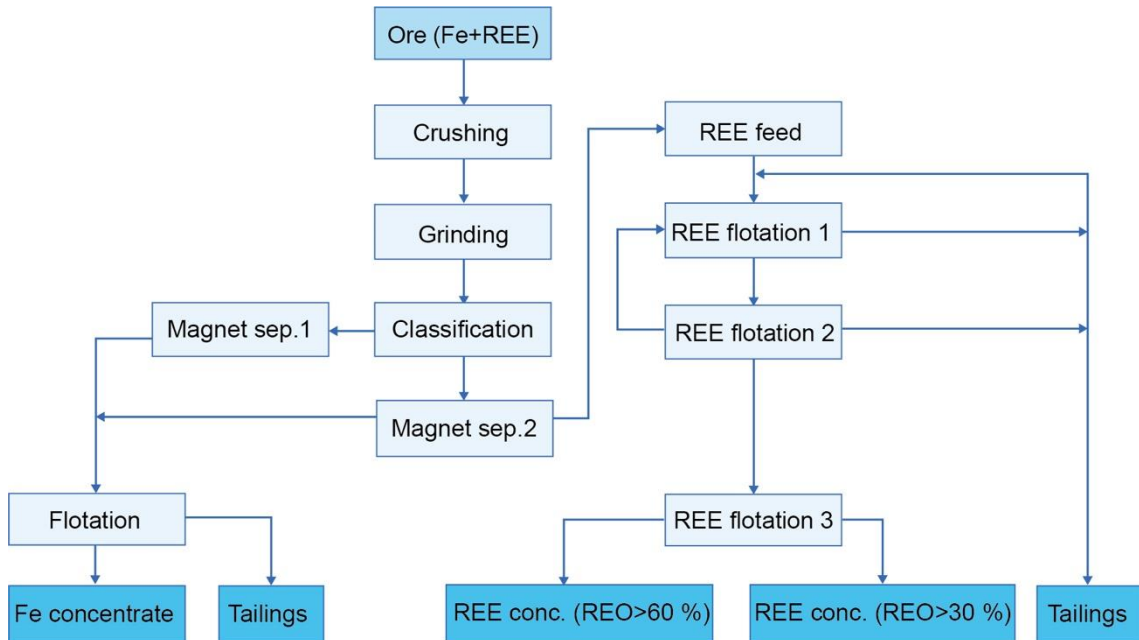 Ore (Fe+REE)
Crushing
REE feed
Grinding
REE flotation 1
Magnet sep.1
Classification
REE flotation 2
Magnet sep.2
Flotation
REE flotation 3
Fe concentrate
Tailings
REE conc. (REO>60 %)
REE conc. (REO>30 %)
Tailings